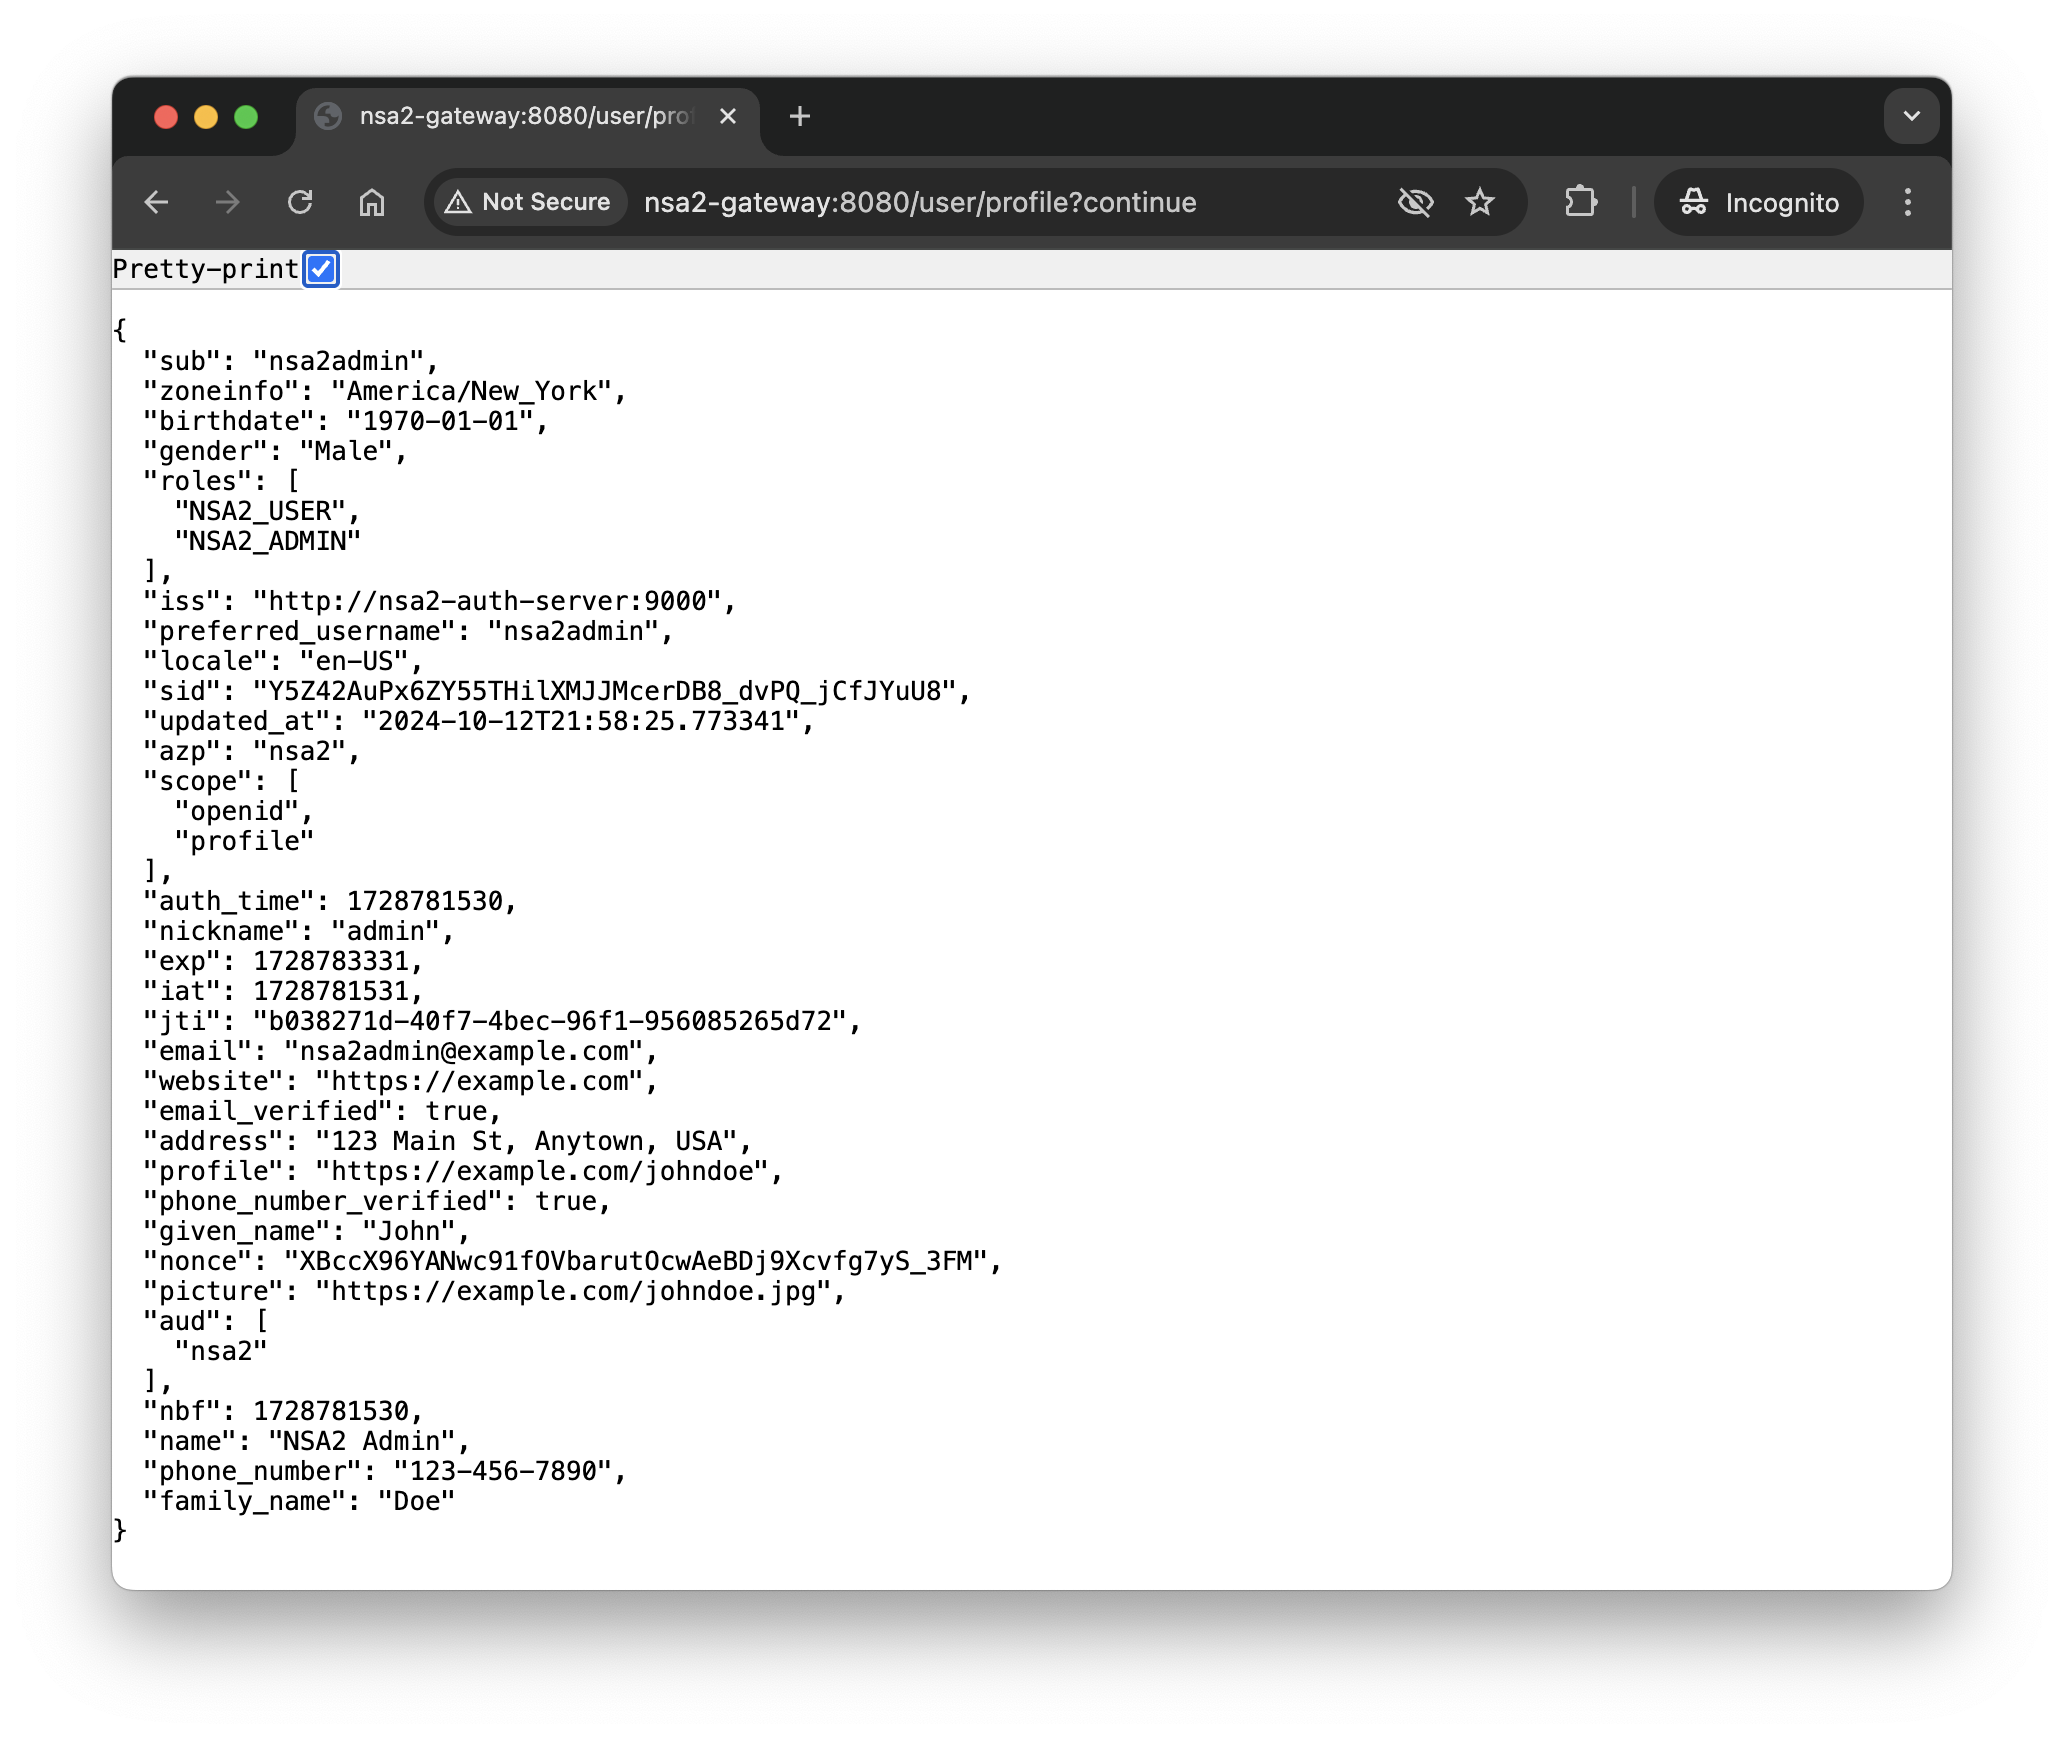 nsa2-gateway:8080/user/pro
Not Secure
nsa2-gateway:8080/user/profile?continue
Incognito
Pretty-print
{
  "sub": "nsa2admin",
  "zoneinfo": "America/New_York",
  "birthdate": "1970-01-01",
  "gender": "Male",
  "roles": [
    "NSA2_USER",
    "NSA2_ADMIN"
  ],
  "iss": "http://nsa2-auth-server:9000",
  "preferred_username": "nsa2admin",
  "locale": "en-US",
  "sid": "Y5Z42AuPx6ZY55THilXMJJMcerDB8_dvPQ_jCfJYuU8",
  "updated_at": "2024-10-12T21:58:25.773341",
  "azp": "nsa2",
  "scope": [
    "openid",
    "profile"
  ],
  "auth_time": 1728781530,
  "nickname": "admin",
  "exp": 1728783331,
  "iat": 1728781531,
  "jti": "b038271d-40f7-4bec-96f1-956085265d72",
  "email": "nsa2admin@example.com",
  "website": "https://example.com",
  "email_verified": true,
  "address": "123 Main St, Anytown, USA",
  "profile": "https://example.com/johndoe",
  "phone_number_verified": true,
  "given_name": "John",
  "nonce": "XBccX96YANwc91fOVbarutOcwAeBDj9Xcvfg7yS_3FM",
  "picture": "https://example.com/johndoe.jpg",
  "aud": [
    "nsa2"
  ],
  "nbf": 1728781530,
  "name": "NSA2 Admin",
  "phone_number": "123-456-7890",
  "family_name": "Doe"
}